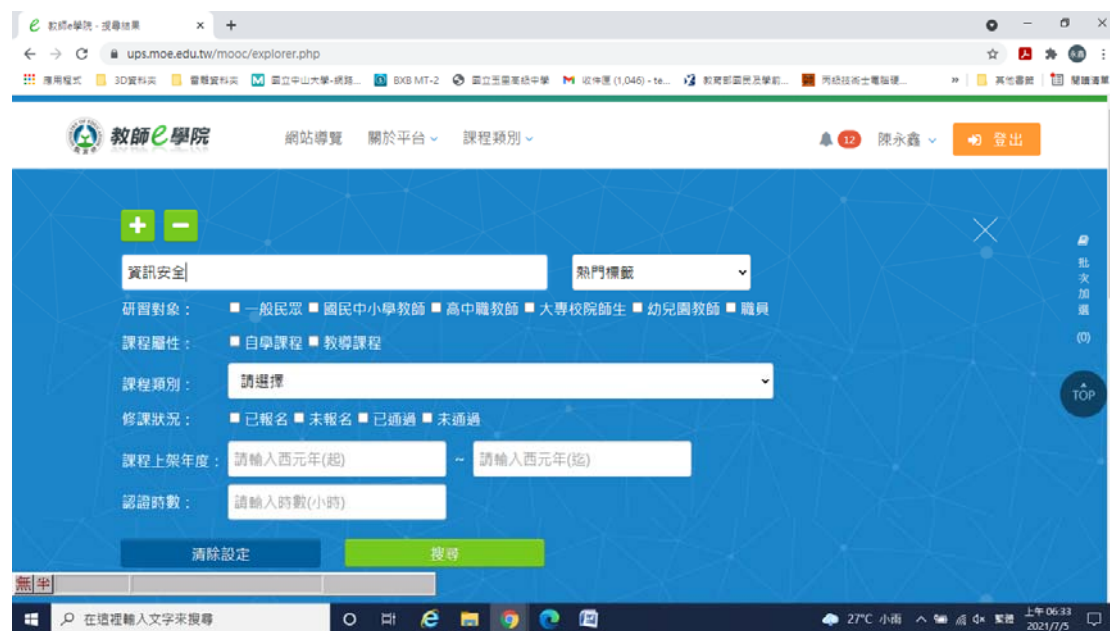 教師e學院 - 搜尋結果
ups.moe.edu.tw/mooc/explorer.php
應用程式 3D資料夾 國立中山大學-網路... BXB MT-2 國立玉里高級中學 收件匣 (1,046) - te... 教育部國民及學前... 丙級技術士電腦硬... » 其他書籤 閱讀清單
教師e學院 網站導覽 關於平台 課程類別 12 陳永鑫 登出
+ −
資訊安全 熱門標籤
研習對象： 一般民眾 國民中小學教師 高中職教師 大專校院師生 幼兒園教師 職員
課程屬性： 自學課程 教導課程
課程類別： 請選擇
修課狀況： 已報名 未報名 已通過 未通過
課程上架年度： 請輸入西元年(起) ~ 請輸入西元年(迄)
認證時數： 請輸入時數(小時)
清除設定 搜尋
批次加選
(0)
TOP
無 半
在這裡輸入文字來搜尋 27°C 小雨 上午 06:33
2021/7/5